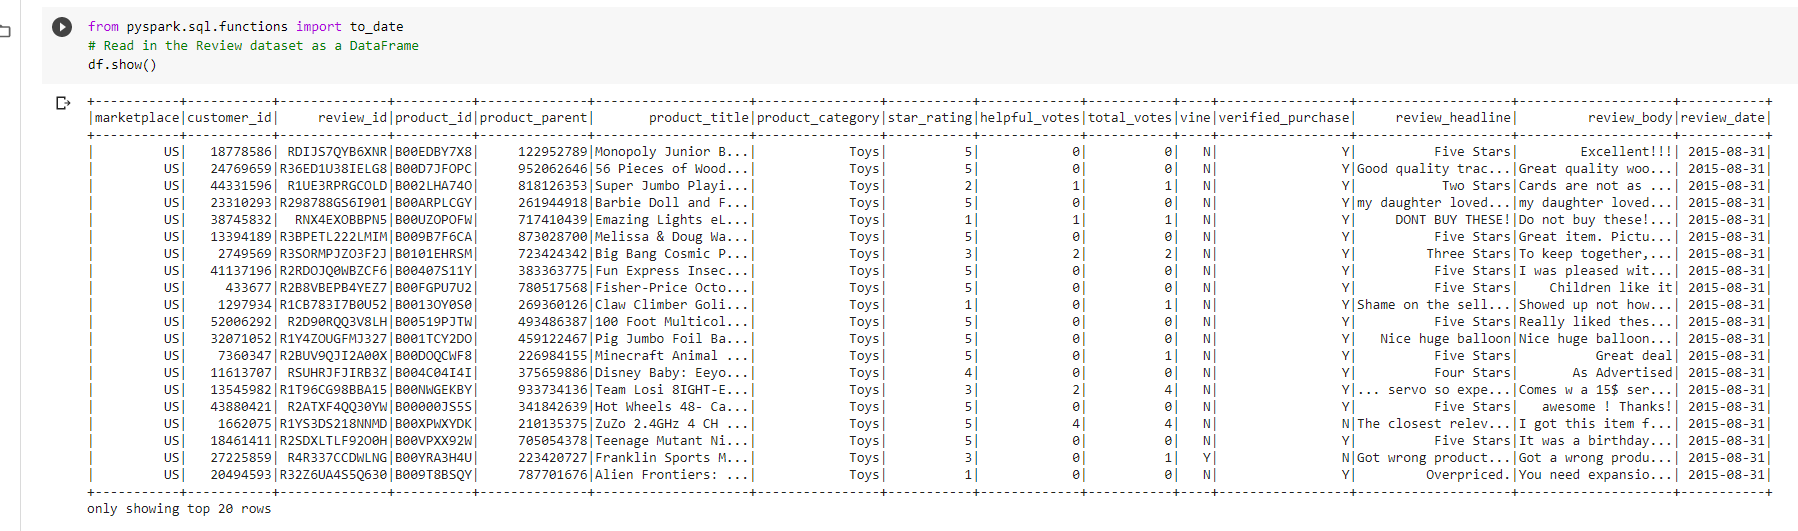 from pyspark.sql.functions import to_date
# Read in the Review dataset as a DataFrame
df.show()
+-----------+-----------+--------------+----------+--------------+--------------------+----------------+-----------+-------------+-----------+----+-----------------+--------------------+--------------------+-----------+
|marketplace|customer_id|     review_id|product_id|product_parent|       product_title|product_category|star_rating|helpful_votes|total_votes|vine|verified_purchase|     review_headline|         review_body|review_date|
+-----------+-----------+--------------+----------+--------------+--------------------+----------------+-----------+-------------+-----------+----+-----------------+--------------------+--------------------+-----------+
|         US|   18778586| RDIJS7QYB6XNR|B00EDBY7X8|     122952789|Monopoly Junior B...|            Toys|          5|            0|          0|   N|                Y|          Five Stars|        Excellent!!!| 2015-08-31|
|         US|   24769659|R36ED1U38IELG8|B00D7JFOPC|     952062646|56 Pieces of Wood...|            Toys|          5|            0|          0|   N|                Y|Good quality trac...|Great quality woo...| 2015-08-31|
|         US|   44331596| R1UE3RPRGCOLD|B002LHA74O|     818126353|Super Jumbo Playi...|            Toys|          2|            1|          1|   N|                Y|           Two Stars|Cards are not as ...| 2015-08-31|
|         US|   23310293|R298788GS6I901|B00ARPLCGY|     261944918|Barbie Doll and F...|            Toys|          5|            0|          0|   N|                Y|my daughter loved...|my daughter loved...| 2015-08-31|
|         US|   38745832| RNX4EXOBBPN5|B00UZOPOFW|     717410439|Emazing Lights eL...|            Toys|          1|            1|          1|   N|                Y|     DONT BUY THESE!|Do not buy these!...| 2015-08-31|
|         US|   13394189|R3BPETL222LMIM|B009B7F6CA|     873028700|Melissa & Doug Wa...|            Toys|          5|            0|          0|   N|                Y|          Five Stars|Great item. Pictu...| 2015-08-31|
|         US|    2749569|R3SORMPJZO3F2J|B0101EHRSM|     723424342|Big Bang Cosmic P...|            Toys|          3|            2|          2|   N|                Y|         Three Stars|To keep together,...| 2015-08-31|
|         US|   41137196|R2RDOJQ0WBZCF6|B00407S11Y|     383363775|Fun Express Insec...|            Toys|          5|            0|          0|   N|                Y|          Five Stars|I was pleased wit...| 2015-08-31|
|         US|     433677|R2B8VBEPB4YEZ7|B00FGPU7U2|     780517568|Fisher-Price Octo...|            Toys|          5|            0|          0|   N|                Y|          Five Stars|    Children like it| 2015-08-31|
|         US|    1297934|R1CB783I7B0U52|B0013OY0S0|     269360126|Claw Climber Goli...|            Toys|          1|            0|          1|   N|                Y|Shame on the sell...|Showed up not how...| 2015-08-31|
|         US|   52006292| R2D90RQQ3V8LH|B00519PJTW|     493486387|100 Foot Multicol...|            Toys|          5|            0|          0|   N|                Y|          Five Stars|Really liked thes...| 2015-08-31|
|         US|   32071052|R1Y4ZOUGFMJ327|B001TCY2DO|     459122467|Pig Jumbo Foil Ba...|            Toys|          5|            0|          0|   N|                Y|   Nice huge balloon|Nice huge balloon...| 2015-08-31|
|         US|    7360347|R2BUV9QJI2A00X|B00DOQCWF8|     226984155|Minecraft Animal ...|            Toys|          5|            0|          1|   N|                Y|          Five Stars|          Great deal| 2015-08-31|
|         US|   11613707| RSUHRJFJIRB3Z|B004C04I4I|     375659886|Disney Baby: Eeyo...|            Toys|          4|            0|          0|   N|                Y|          Four Stars|       As Advertised| 2015-08-31|
|         US|   13545982|R1T96CG98BBA15|B00NWGEKBY|     933734136|Team Losi 8IGHT-E...|            Toys|          3|            2|          4|   N|                Y|... servo so expe...|Comes w a 15$ ser...| 2015-08-31|
|         US|   43880421| R2ATXF4QQ30YW|B00000JS5S|     341842639|Hot Wheels 48- Ca...|            Toys|          5|            0|          0|   N|                Y|          Five Stars|   awesome ! Thanks!| 2015-08-31|
|         US|    1662075|R1YS3DS218NNMD|B00XPWXYDK|     210135375|ZuZo 2.4GHz 4 CH ...|            Toys|          5|            4|          4|   N|                N|The closest relev...|I got this item f...| 2015-08-31|
|         US|   18461411|R2SDXLTLF92O0H|B00VPXX92W|     705054378|Teenage Mutant Ni...|            Toys|          5|            0|          0|   N|                Y|          Five Stars|It was a birthday...| 2015-08-31|
|         US|   27225859| R4R337CCDWLNG|B00YRA3H4U|     223420727|Franklin Sports M...|            Toys|          3|            0|          1|   Y|                N|Got wrong product...|Got a wrong produ...| 2015-08-31|
|         US|   20494593|R32Z6UA4S5Q630|B009T8BSQY|     787701676|Alien Frontiers: ...|            Toys|          1|            0|          0|   N|                Y|         Overpriced.|You need expansio...| 2015-08-31|
+-----------+-----------+--------------+----------+--------------+--------------------+----------------+-----------+-------------+-----------+----+-----------------+--------------------+--------------------+-----------+
only showing top 20 rows